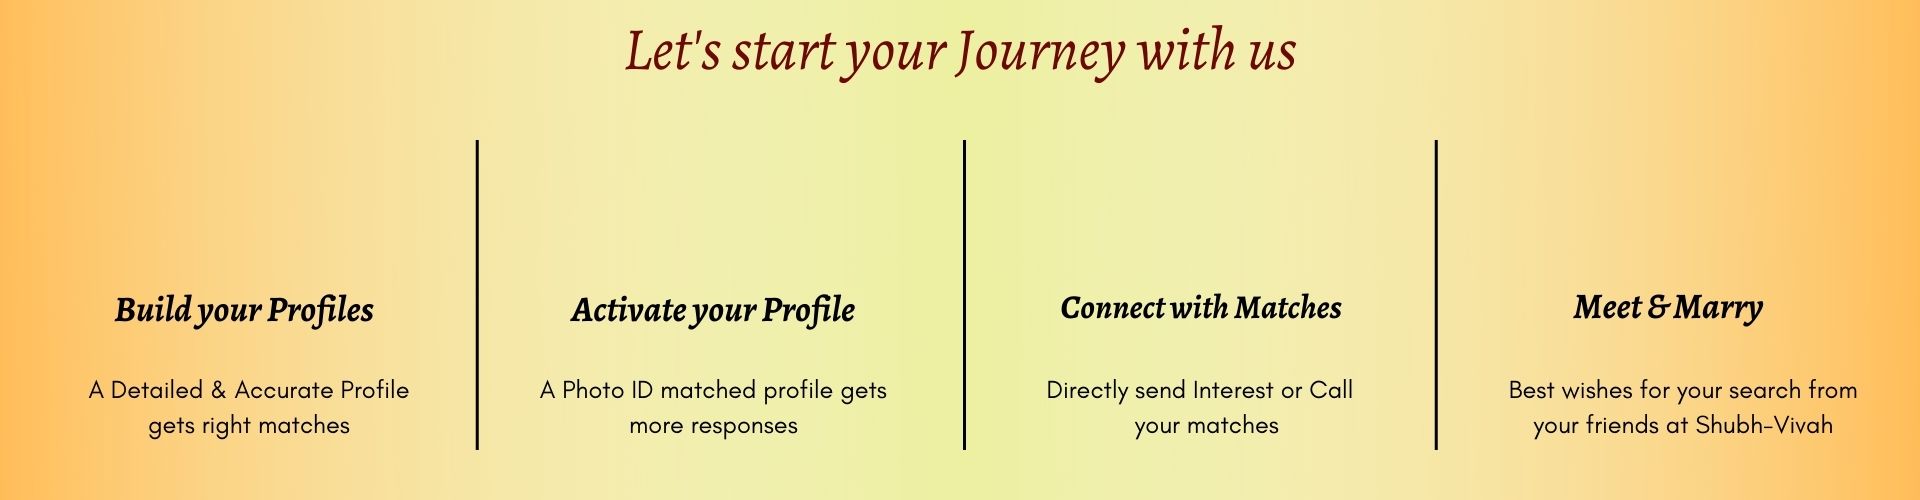 Let's start your Journey with us
Build your Profiles
A Detailed & Accurate Profile
gets right matches
Activate your Profile
A Photo ID matched profile gets
more responses
Connect with Matches
Directly send Interest or Call
your matches
Meet & Marry
Best wishes for your search from
your friends at Shubh-Vivah